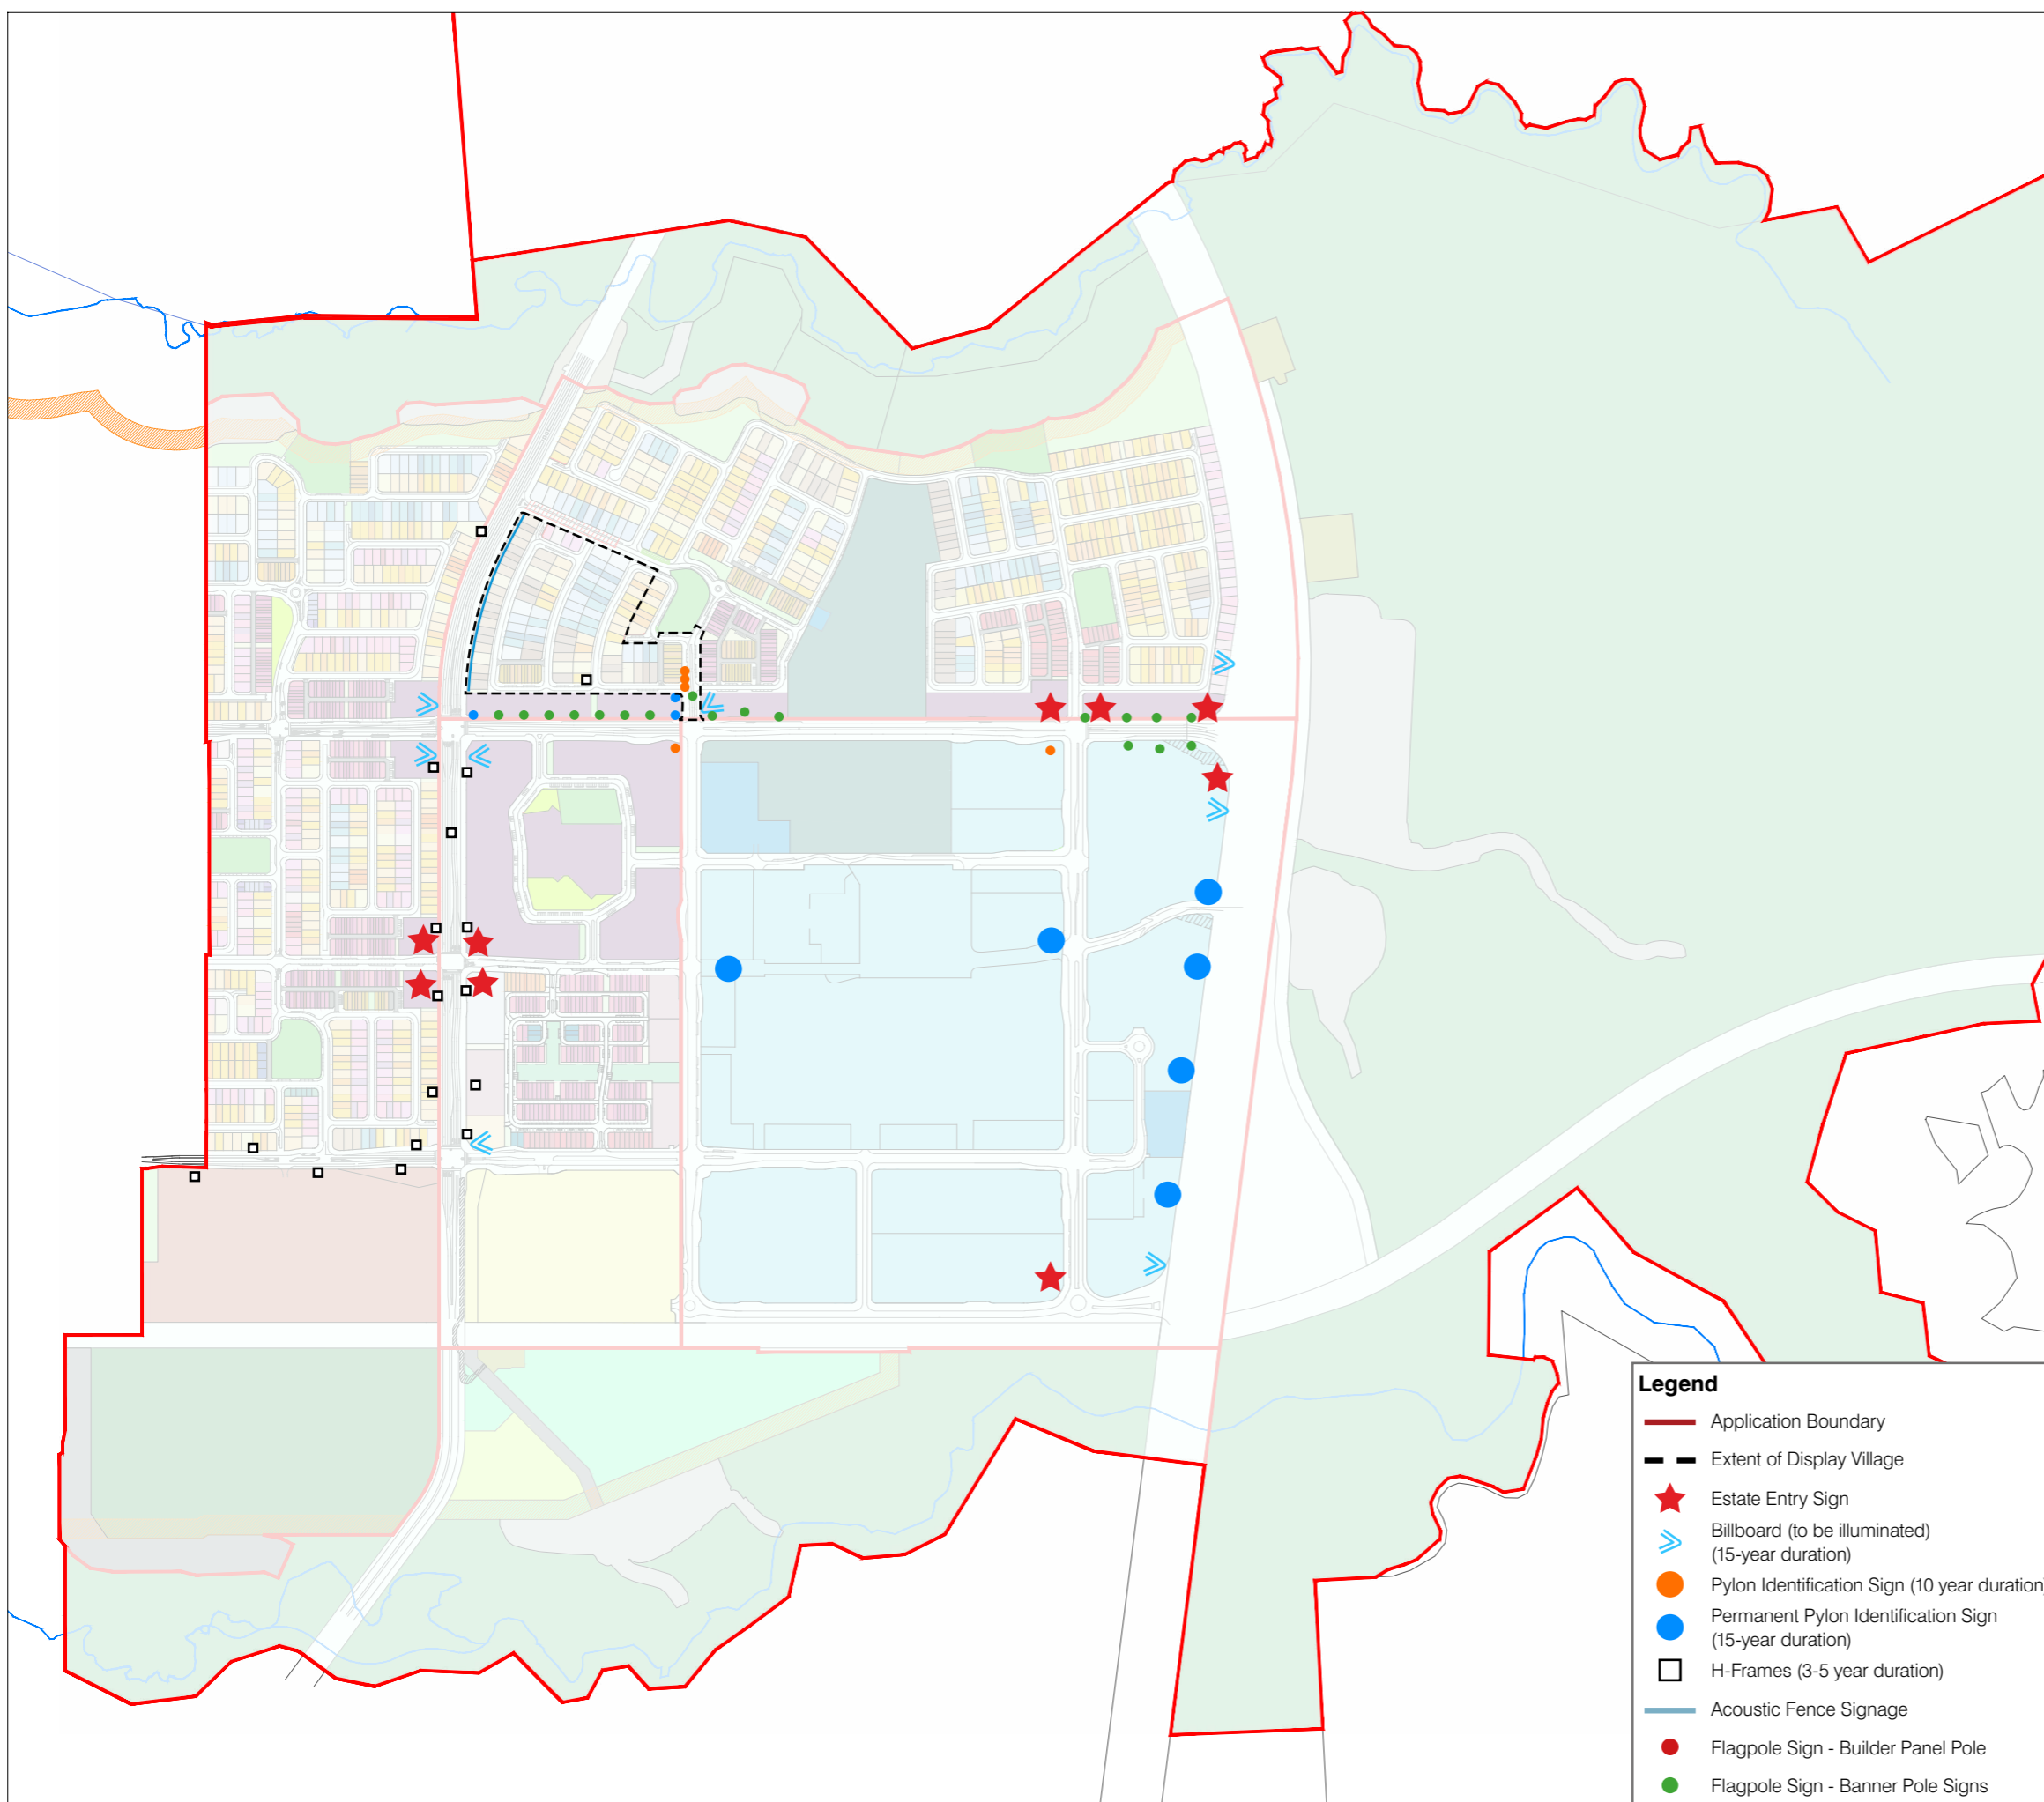 Legend
Application Boundary
Extent of Display Village
Estate Entry Sign
Billboard (to be illuminated)
(15-year duration)
Pylon Identification Sign (10 year duration)
Permanent Pylon Identification Sign
(15-year duration)
H-Frames (3-5 year duration)
Acoustic Fence Signage
Flagpole Sign - Builder Panel Pole
Flagpole Sign - Banner Pole Signs